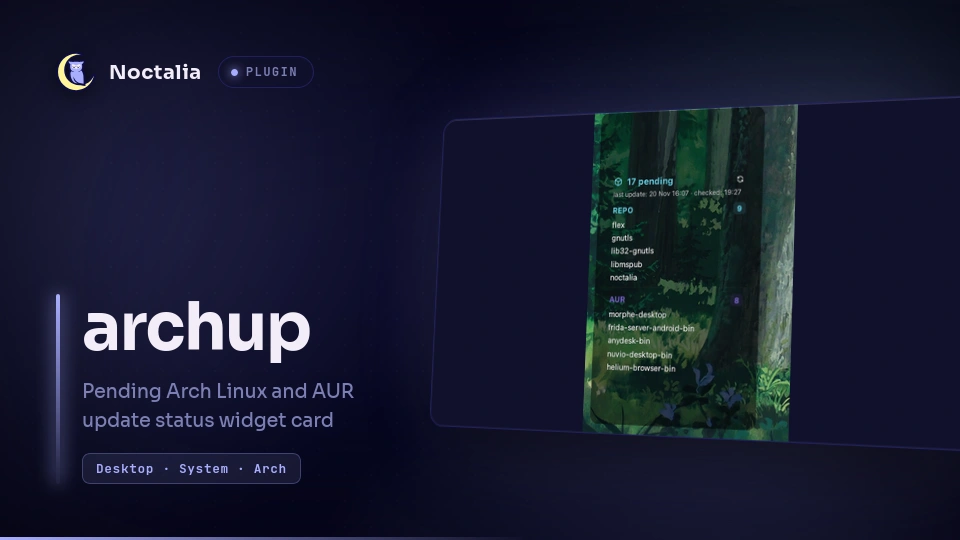 Noctalia
PLUGIN
archup
Pending Arch Linux and AUR
update status widget card
Desktop · System · Arch
17 pending
last update: 20 Nov 16:07 · checked: 19:27
REPO 9
flex
gnutls
lib32-gnutls
libmspub
noctalia
AUR 8
morphe-desktop
frida-server-android-bin
anydesk-bin
nuvio-desktop-bin
helium-browser-bin